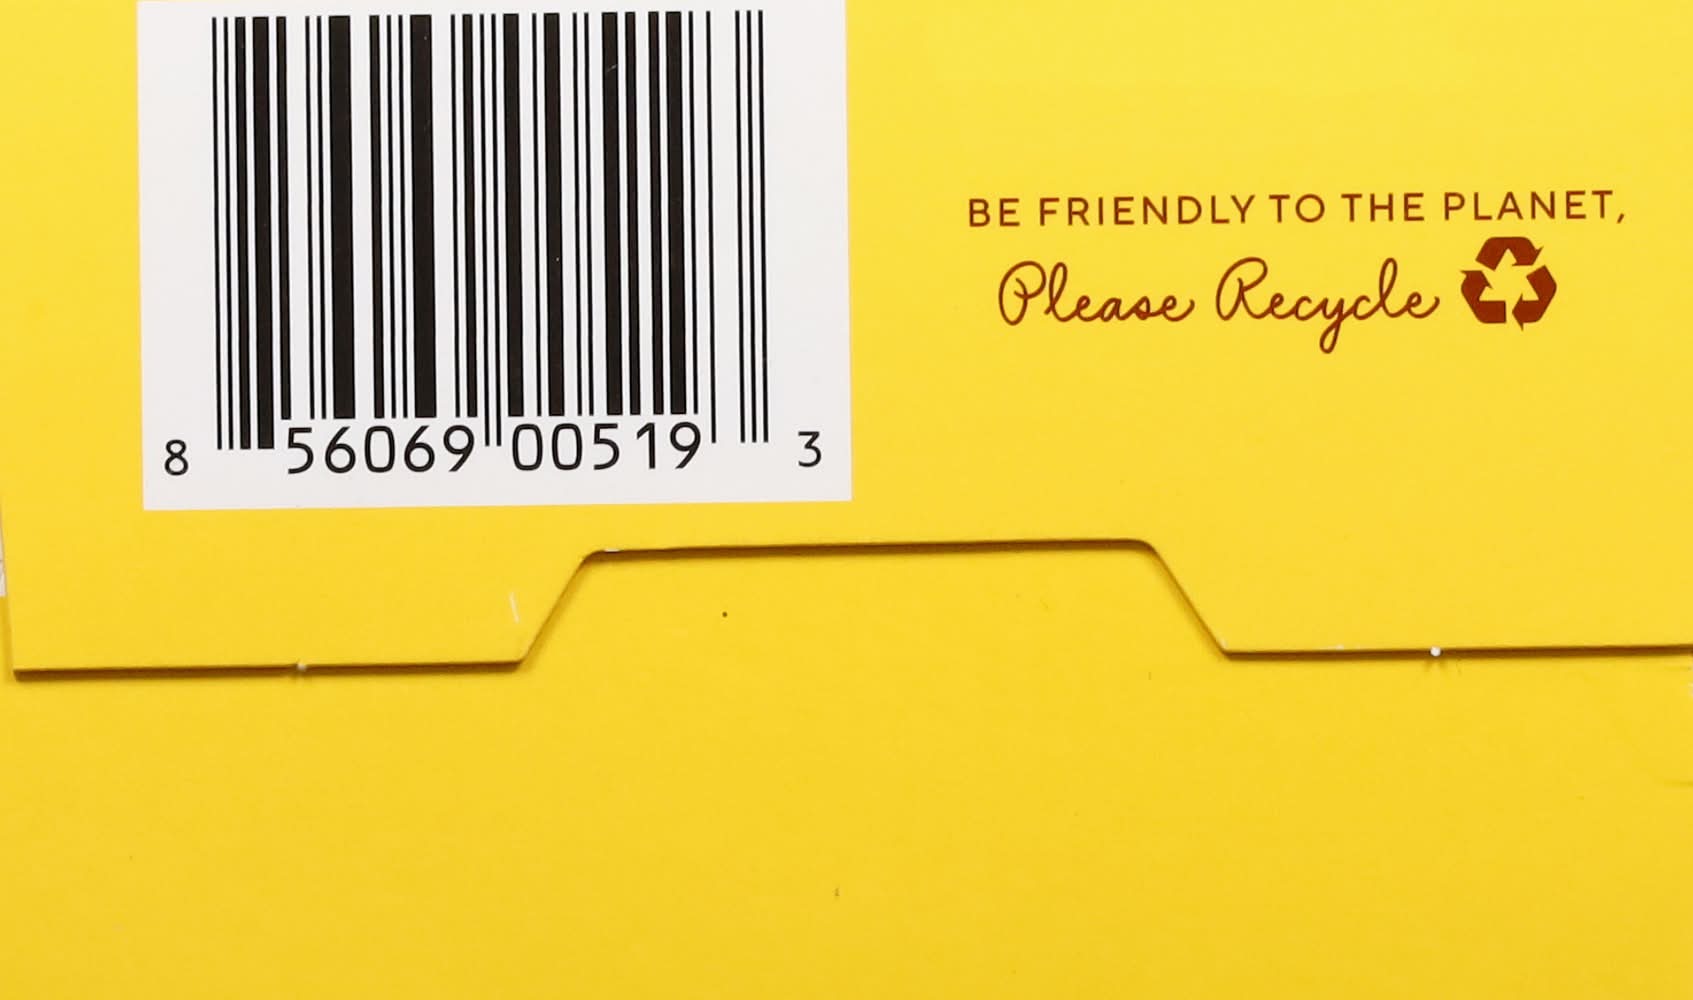 8 56069 00519 3
BE FRIENDLY TO THE PLANET,
Please Recycle